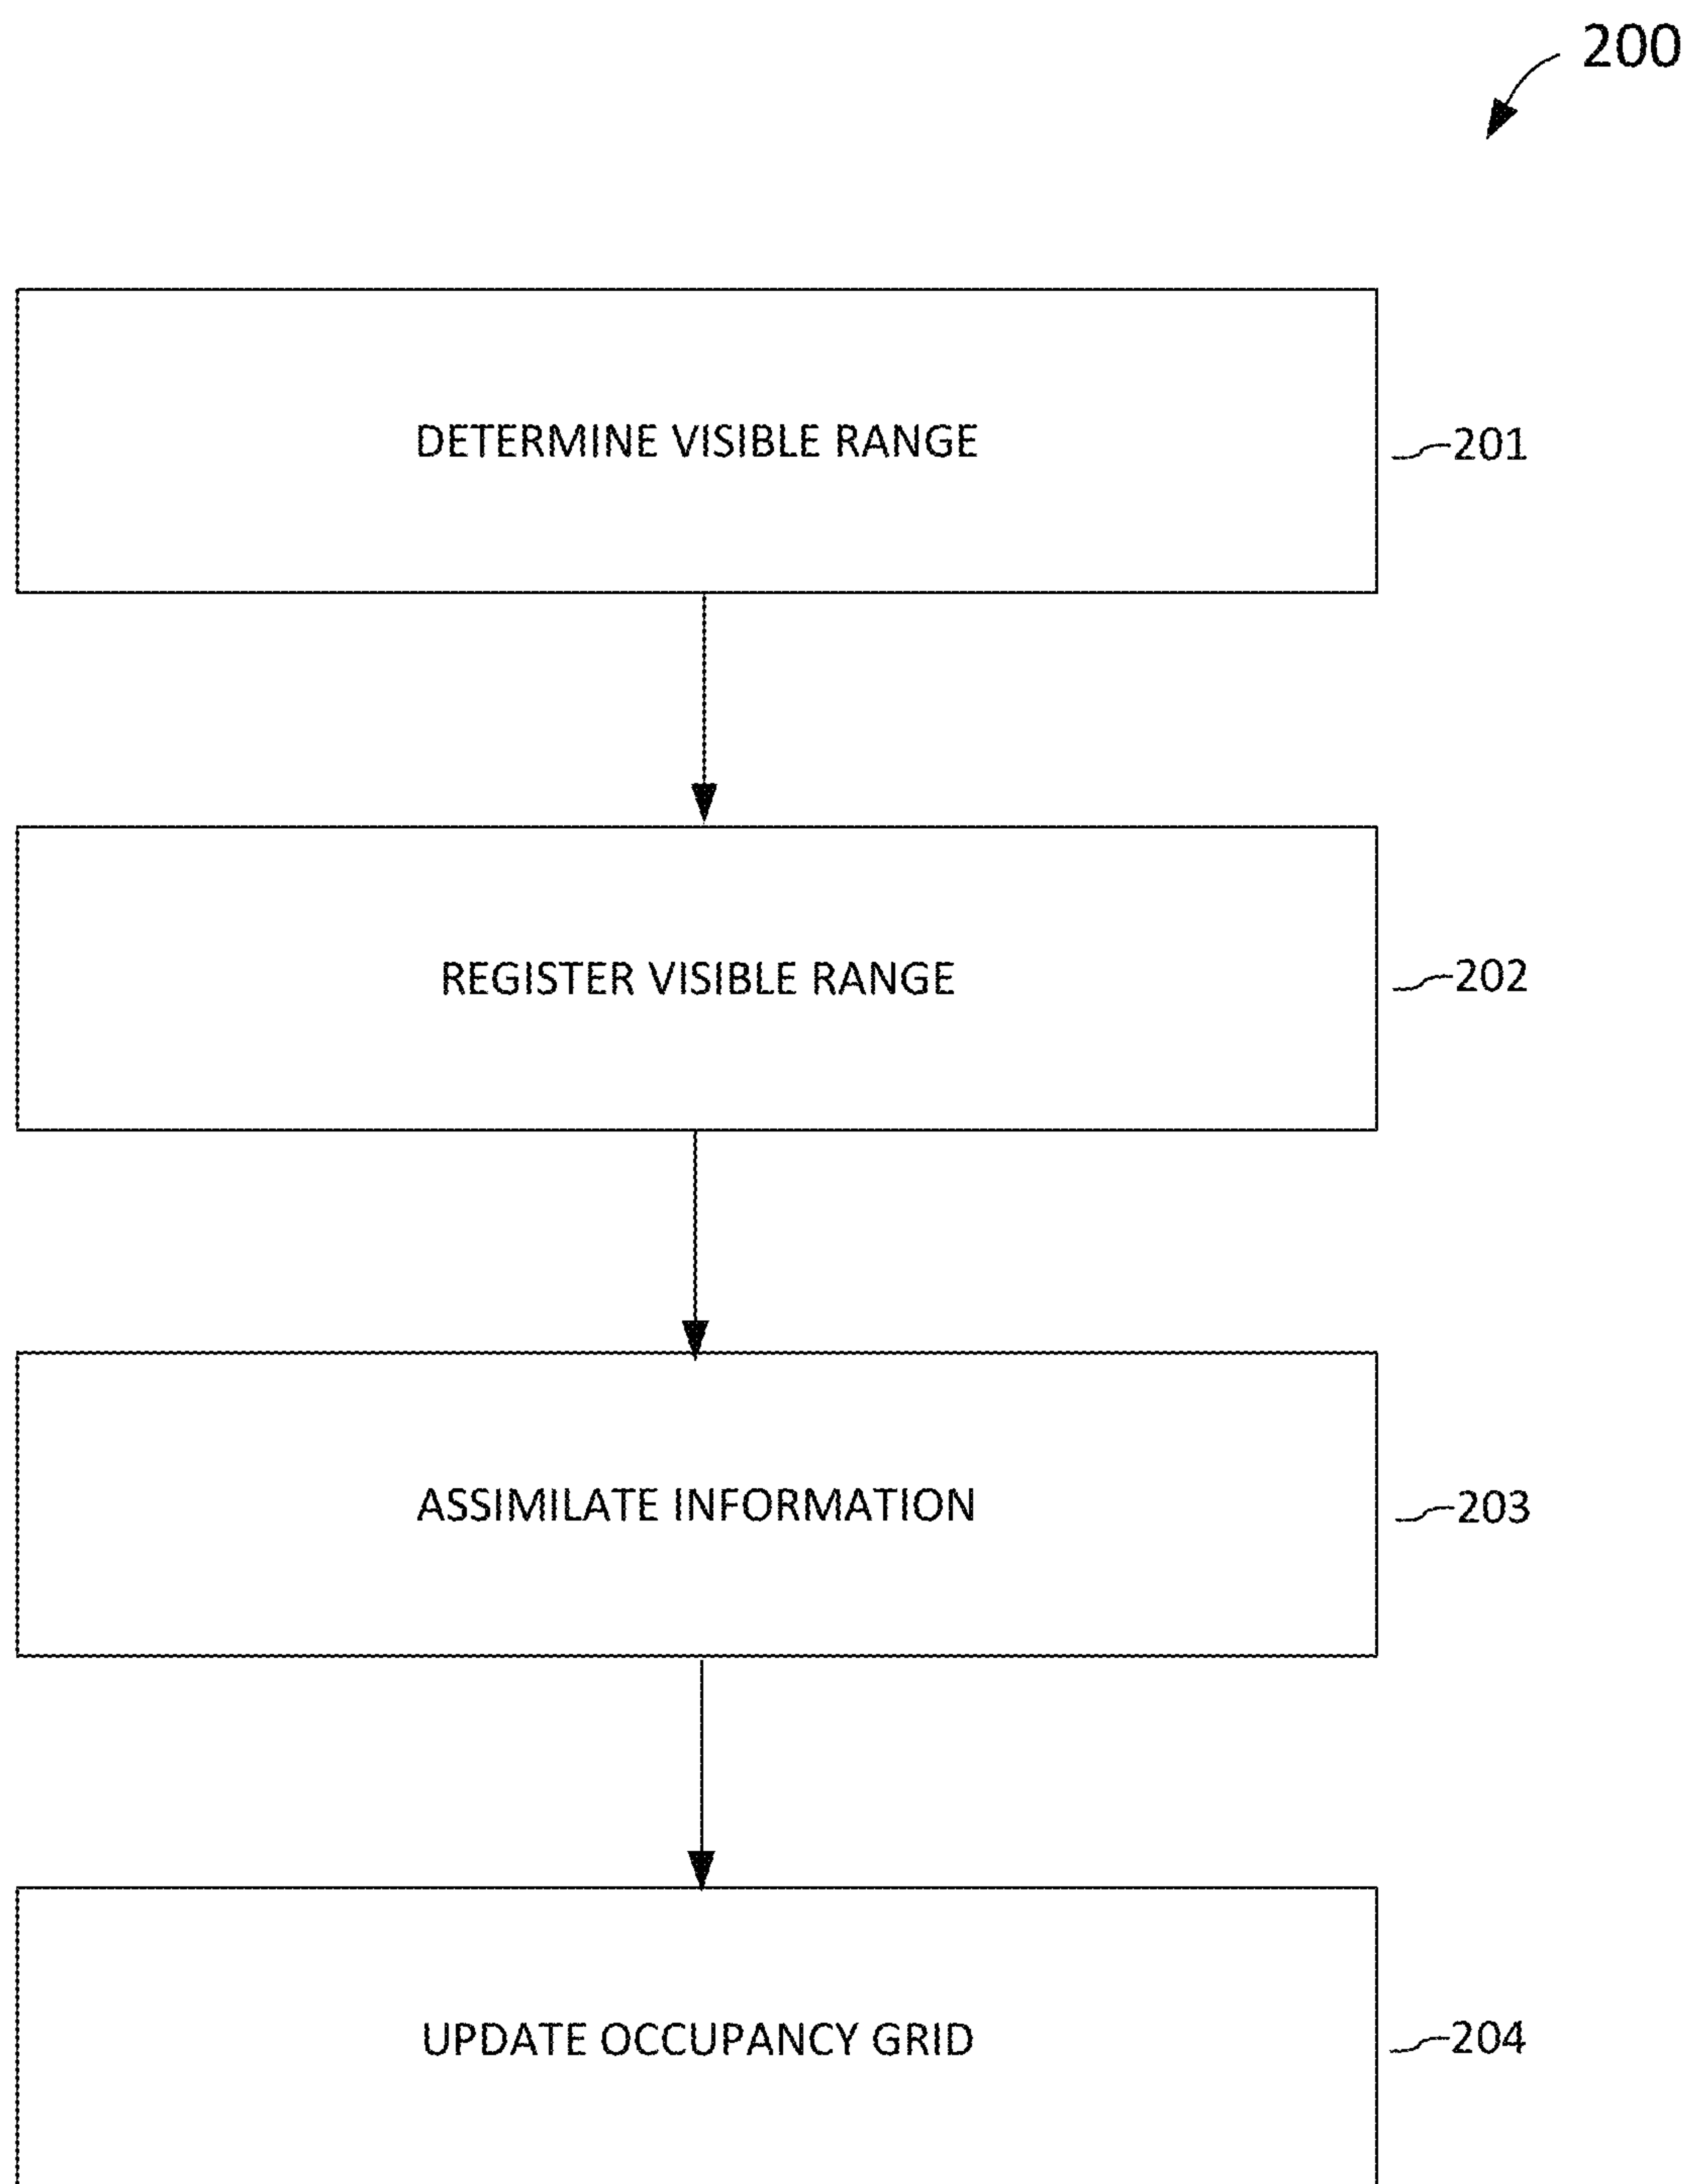 200
DETERMINE VISIBLE RANGE
201
REGISTER VISIBLE RANGE
202
ASSIMILATE INFORMATION
203
UPDATE OCCUPANCY GRID
204